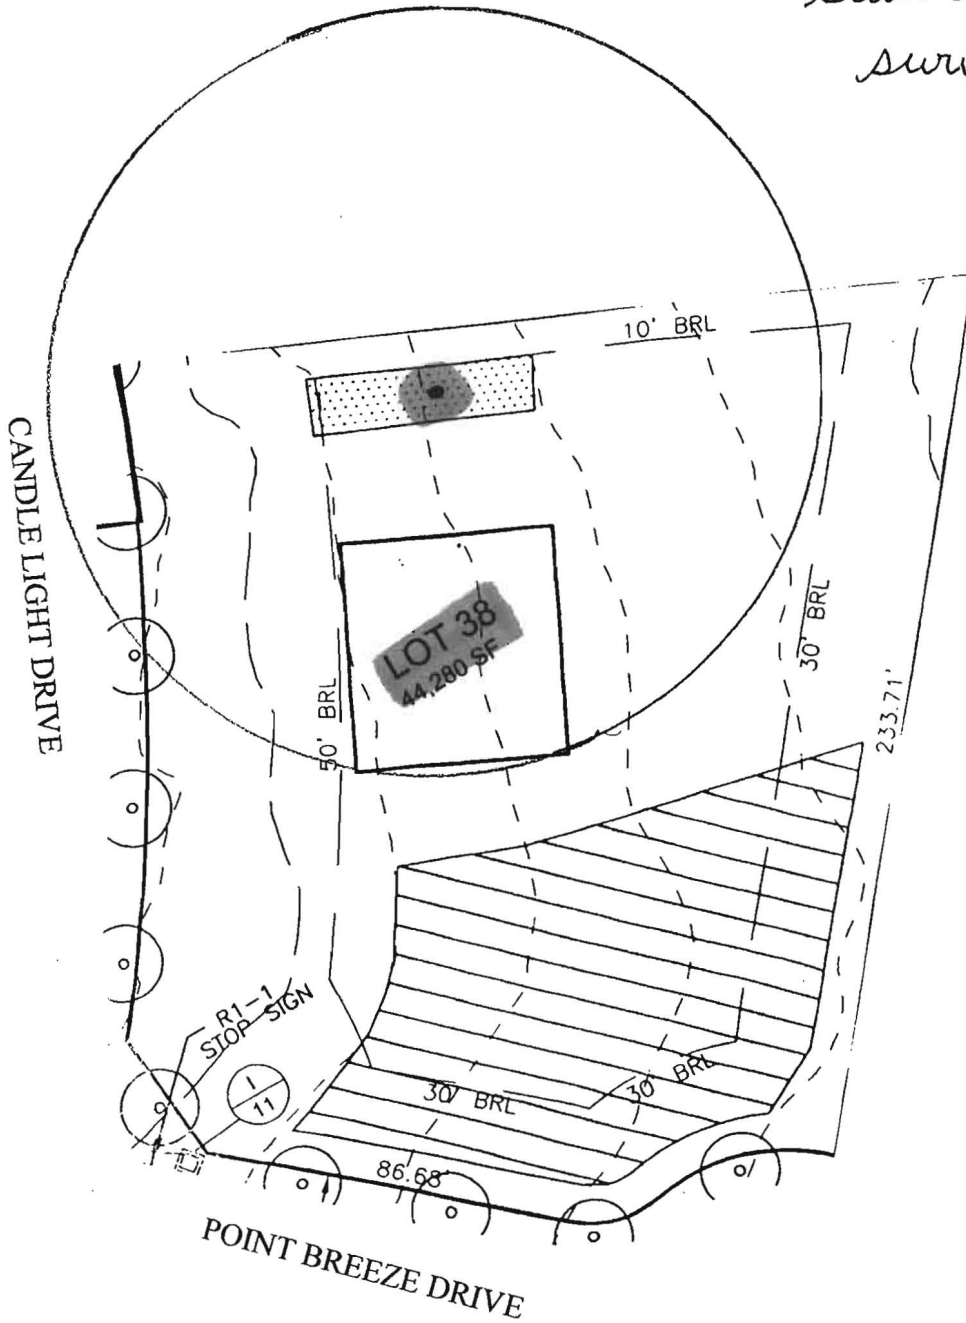 10' BRL
CANDLE LIGHT DRIVE
LOT 38
44,280 SF
30' BRL
50' BRL
233.71'
R1-1
STOP SIGN
1
11
30' BRL
30' BRL
86.68'
POINT BREEZE DRIVE